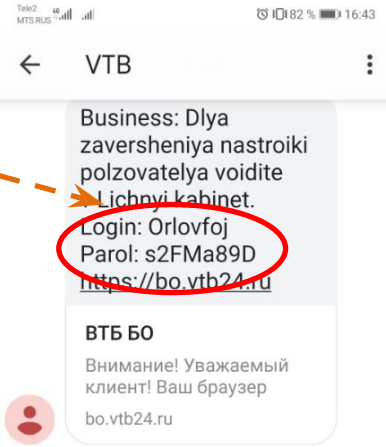 Tele2
MTS RUS
4G
82 % 16:43
VTB
Business: Dlya
zaversheniya nastroiki
polzovatelya voidite
Lichnyi kabinet.
Login: Orlovfoj
Parol: s2FMa89D
https://bo.vtb24.ru
ВТБ БО
Внимание! Уважаемый
клиент! Ваш браузер
bo.vtb24.ru